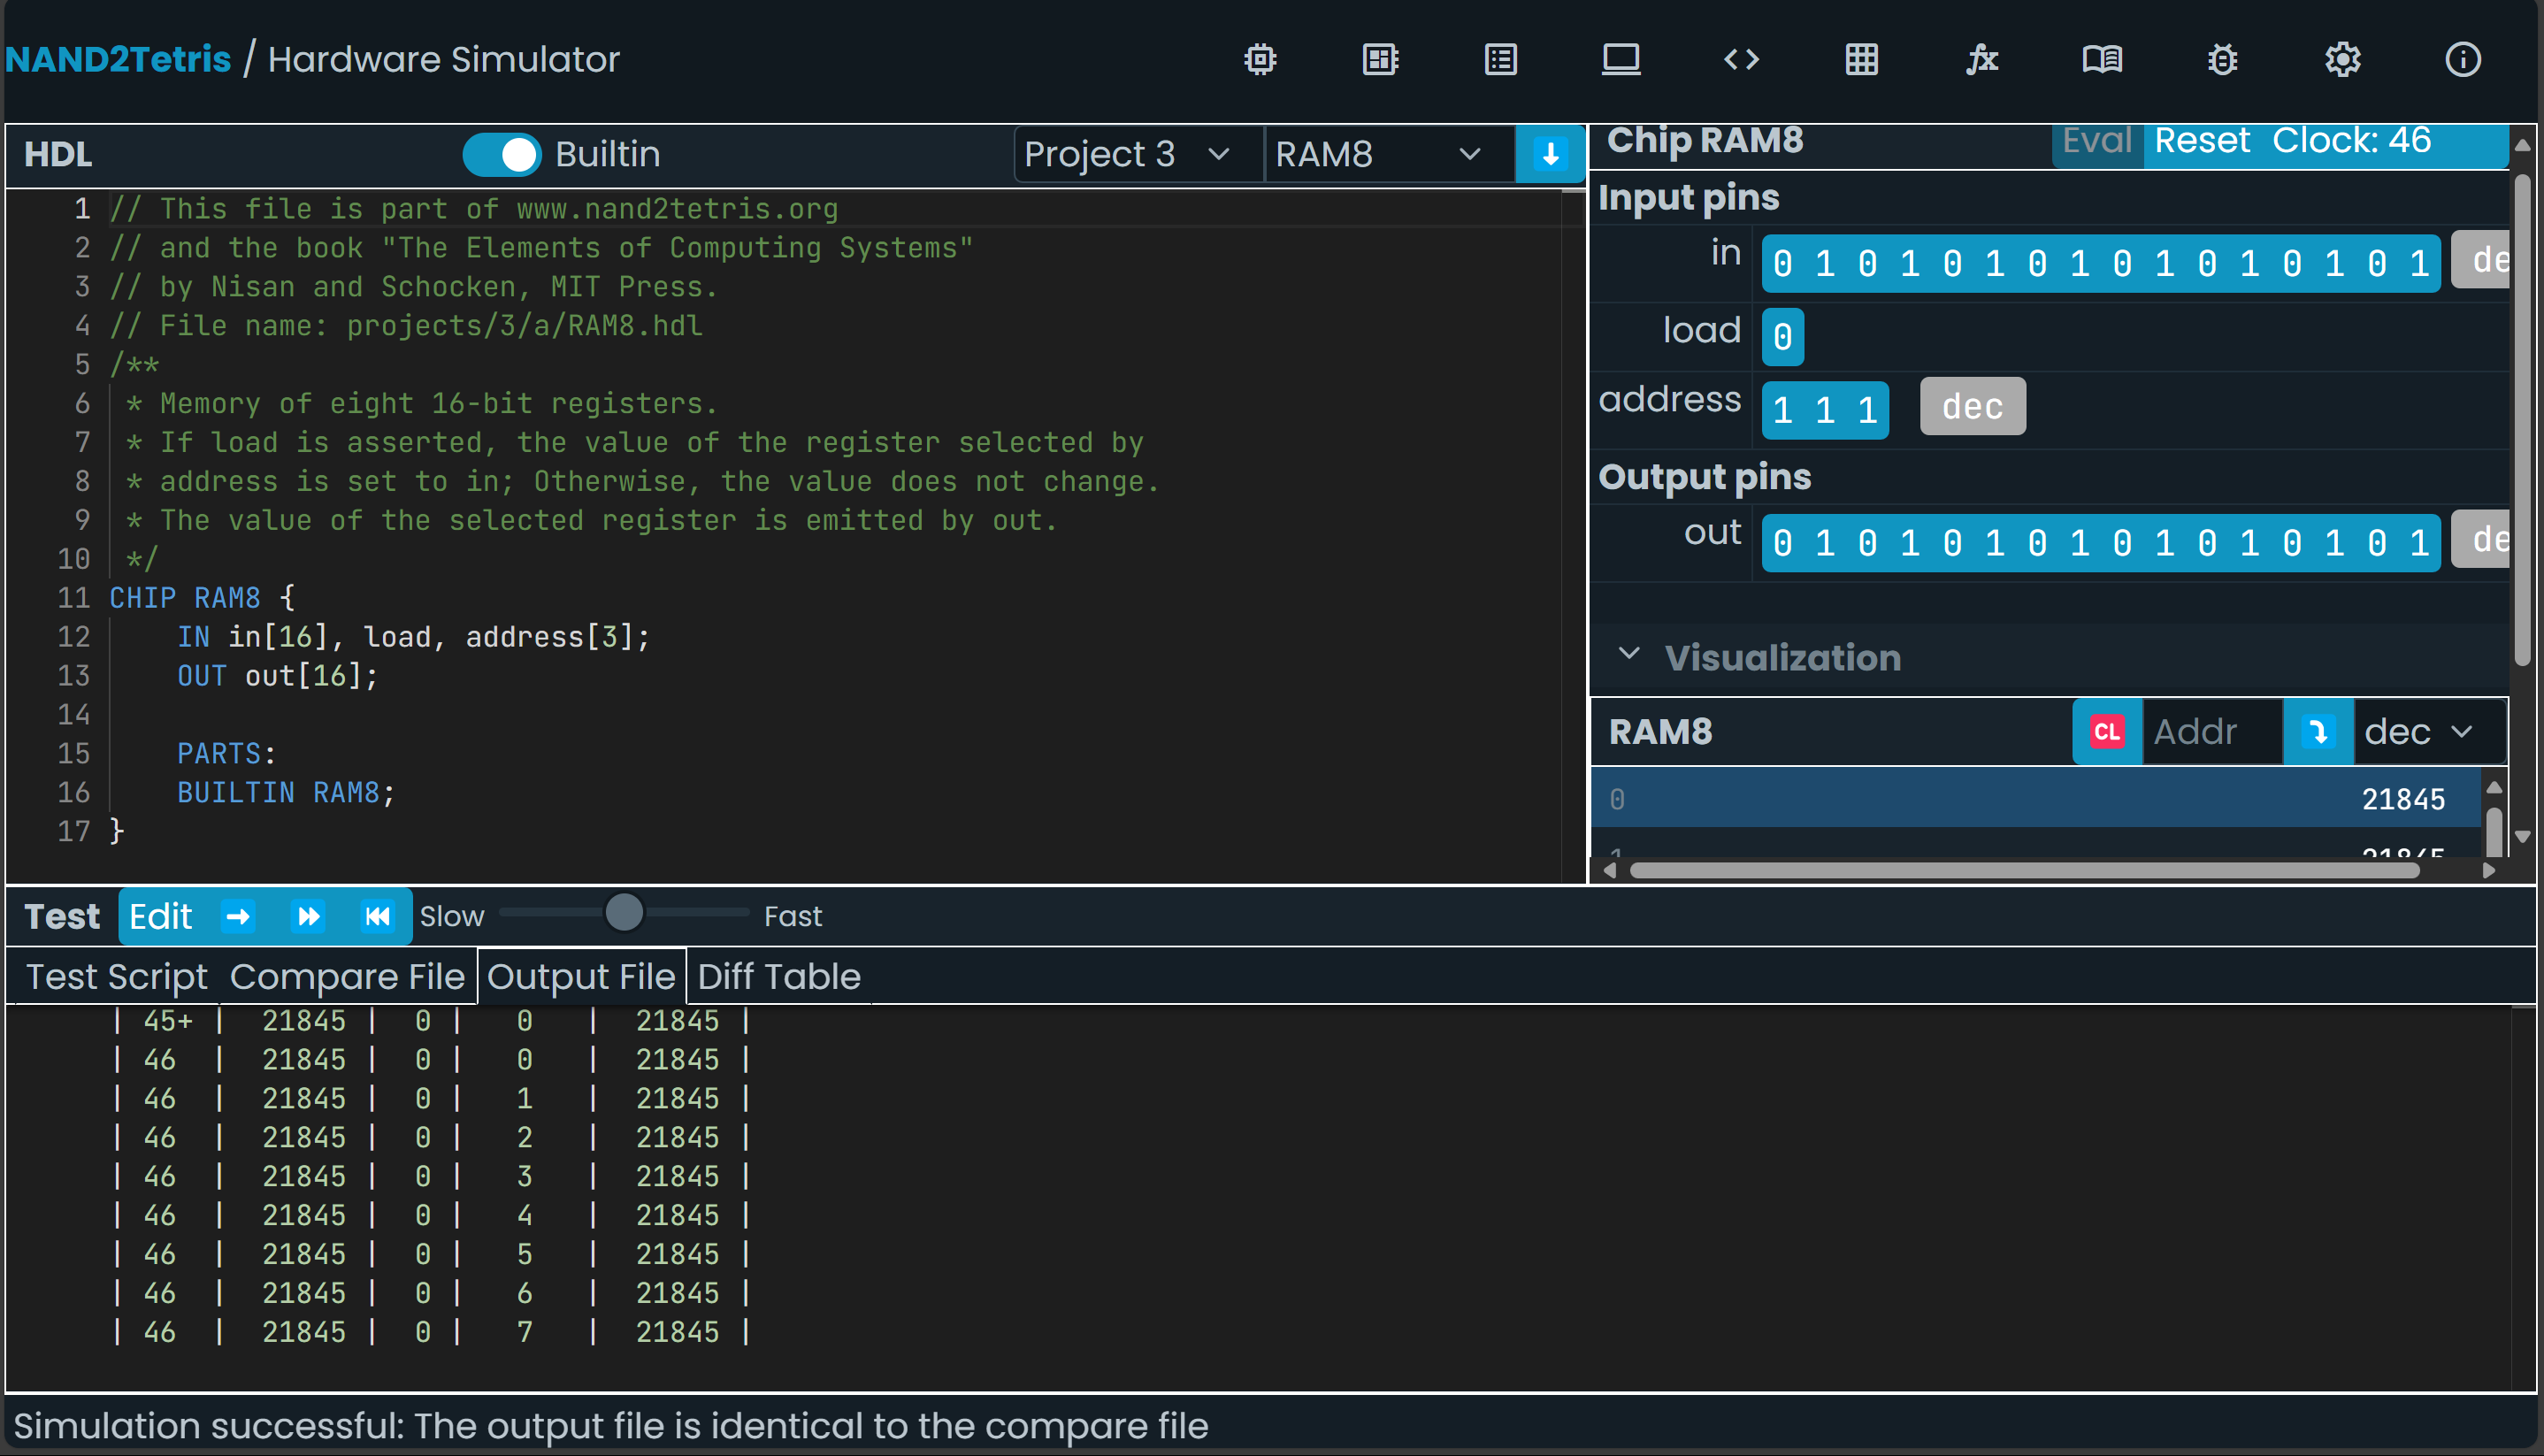 NAND2Tetris / Hardware Simulator
HDL Builtin Project 3 RAM8
1 // This file is part of www.nand2tetris.org
2 // and the book "The Elements of Computing Systems"
3 // by Nisan and Schocken, MIT Press.
4 // File name: projects/3/a/RAM8.hdl
5 /**
6 * Memory of eight 16-bit registers.
7 * If load is asserted, the value of the register selected by
8 * address is set to in; Otherwise, the value does not change.
9 * The value of the selected register is emitted by out.
10 */
11 CHIP RAM8 {
12 IN in[16], load, address[3];
13 OUT out[16];
14
15 PARTS:
16 BUILTIN RAM8;
17 }
Chip RAM8 Eval Reset Clock: 46
Input pins
in 0 1 0 1 0 1 0 1 0 1 0 1 0 1 0 1 de
load 0
address 1 1 1 dec
Output pins
out 0 1 0 1 0 1 0 1 0 1 0 1 0 1 0 1 de
Visualization
RAM8 CL Addr dec
0 21845
1 21845
Test Edit Slow Fast
Test Script Compare File Output File Diff Table
| 45+ | 21845 | 0 | 0 | 21845 |
| 46 | 21845 | 0 | 0 | 21845 |
| 46 | 21845 | 0 | 1 | 21845 |
| 46 | 21845 | 0 | 2 | 21845 |
| 46 | 21845 | 0 | 3 | 21845 |
| 46 | 21845 | 0 | 4 | 21845 |
| 46 | 21845 | 0 | 5 | 21845 |
| 46 | 21845 | 0 | 6 | 21845 |
| 46 | 21845 | 0 | 7 | 21845 |
Simulation successful: The output file is identical to the compare file